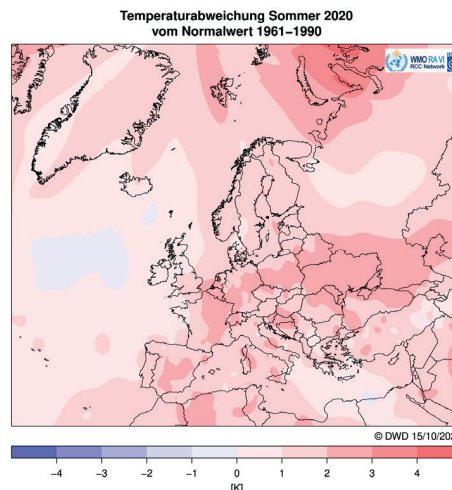 Temperaturabweichung Sommer 2020
vom Normalwert 1961–1990
WMO RA VI
RCC Network
© DWD 15/10/202
−4 −3 −2 −1 0 1 2 3 4
[K]